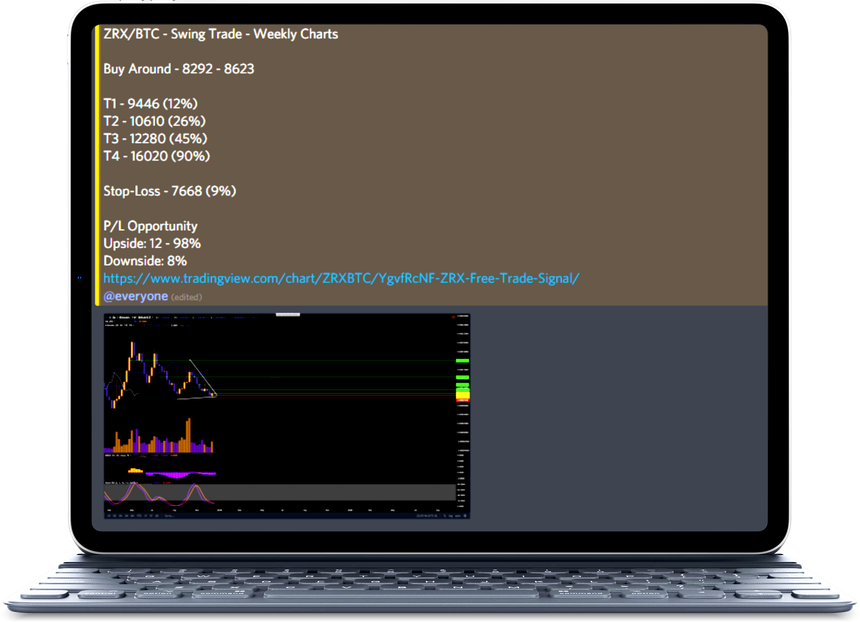 ZRX/BTC - Swing Trade - Weekly Charts
Buy Around - 8292 - 8623
T1 - 9446 (12%)
T2 - 10610 (26%)
T3 - 12280 (45%)
T4 - 16020 (90%)
Stop-Loss - 7668 (9%)
P/L Opportunity
Upside: 12 - 98%
Downside: 8%
https://www.tradingview.com/chart/ZRXBTC/YgvfRcNF-ZRX-Free-Trade-Signal/
@everyone (edited)